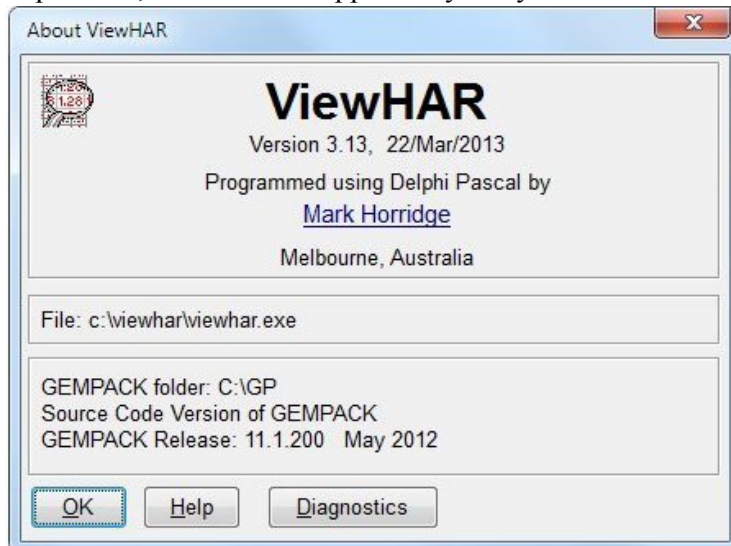 About ViewHAR
1.28
ViewHAR
Version 3.13, 22/Mar/2013
Programmed using Delphi Pascal by
Mark Horridge
Melbourne, Australia
File: c:\viewhar\viewhar.exe
GEMPACK folder: C:\GP
Source Code Version of GEMPACK
GEMPACK Release: 11.1.200 May 2012
OK Help Diagnostics